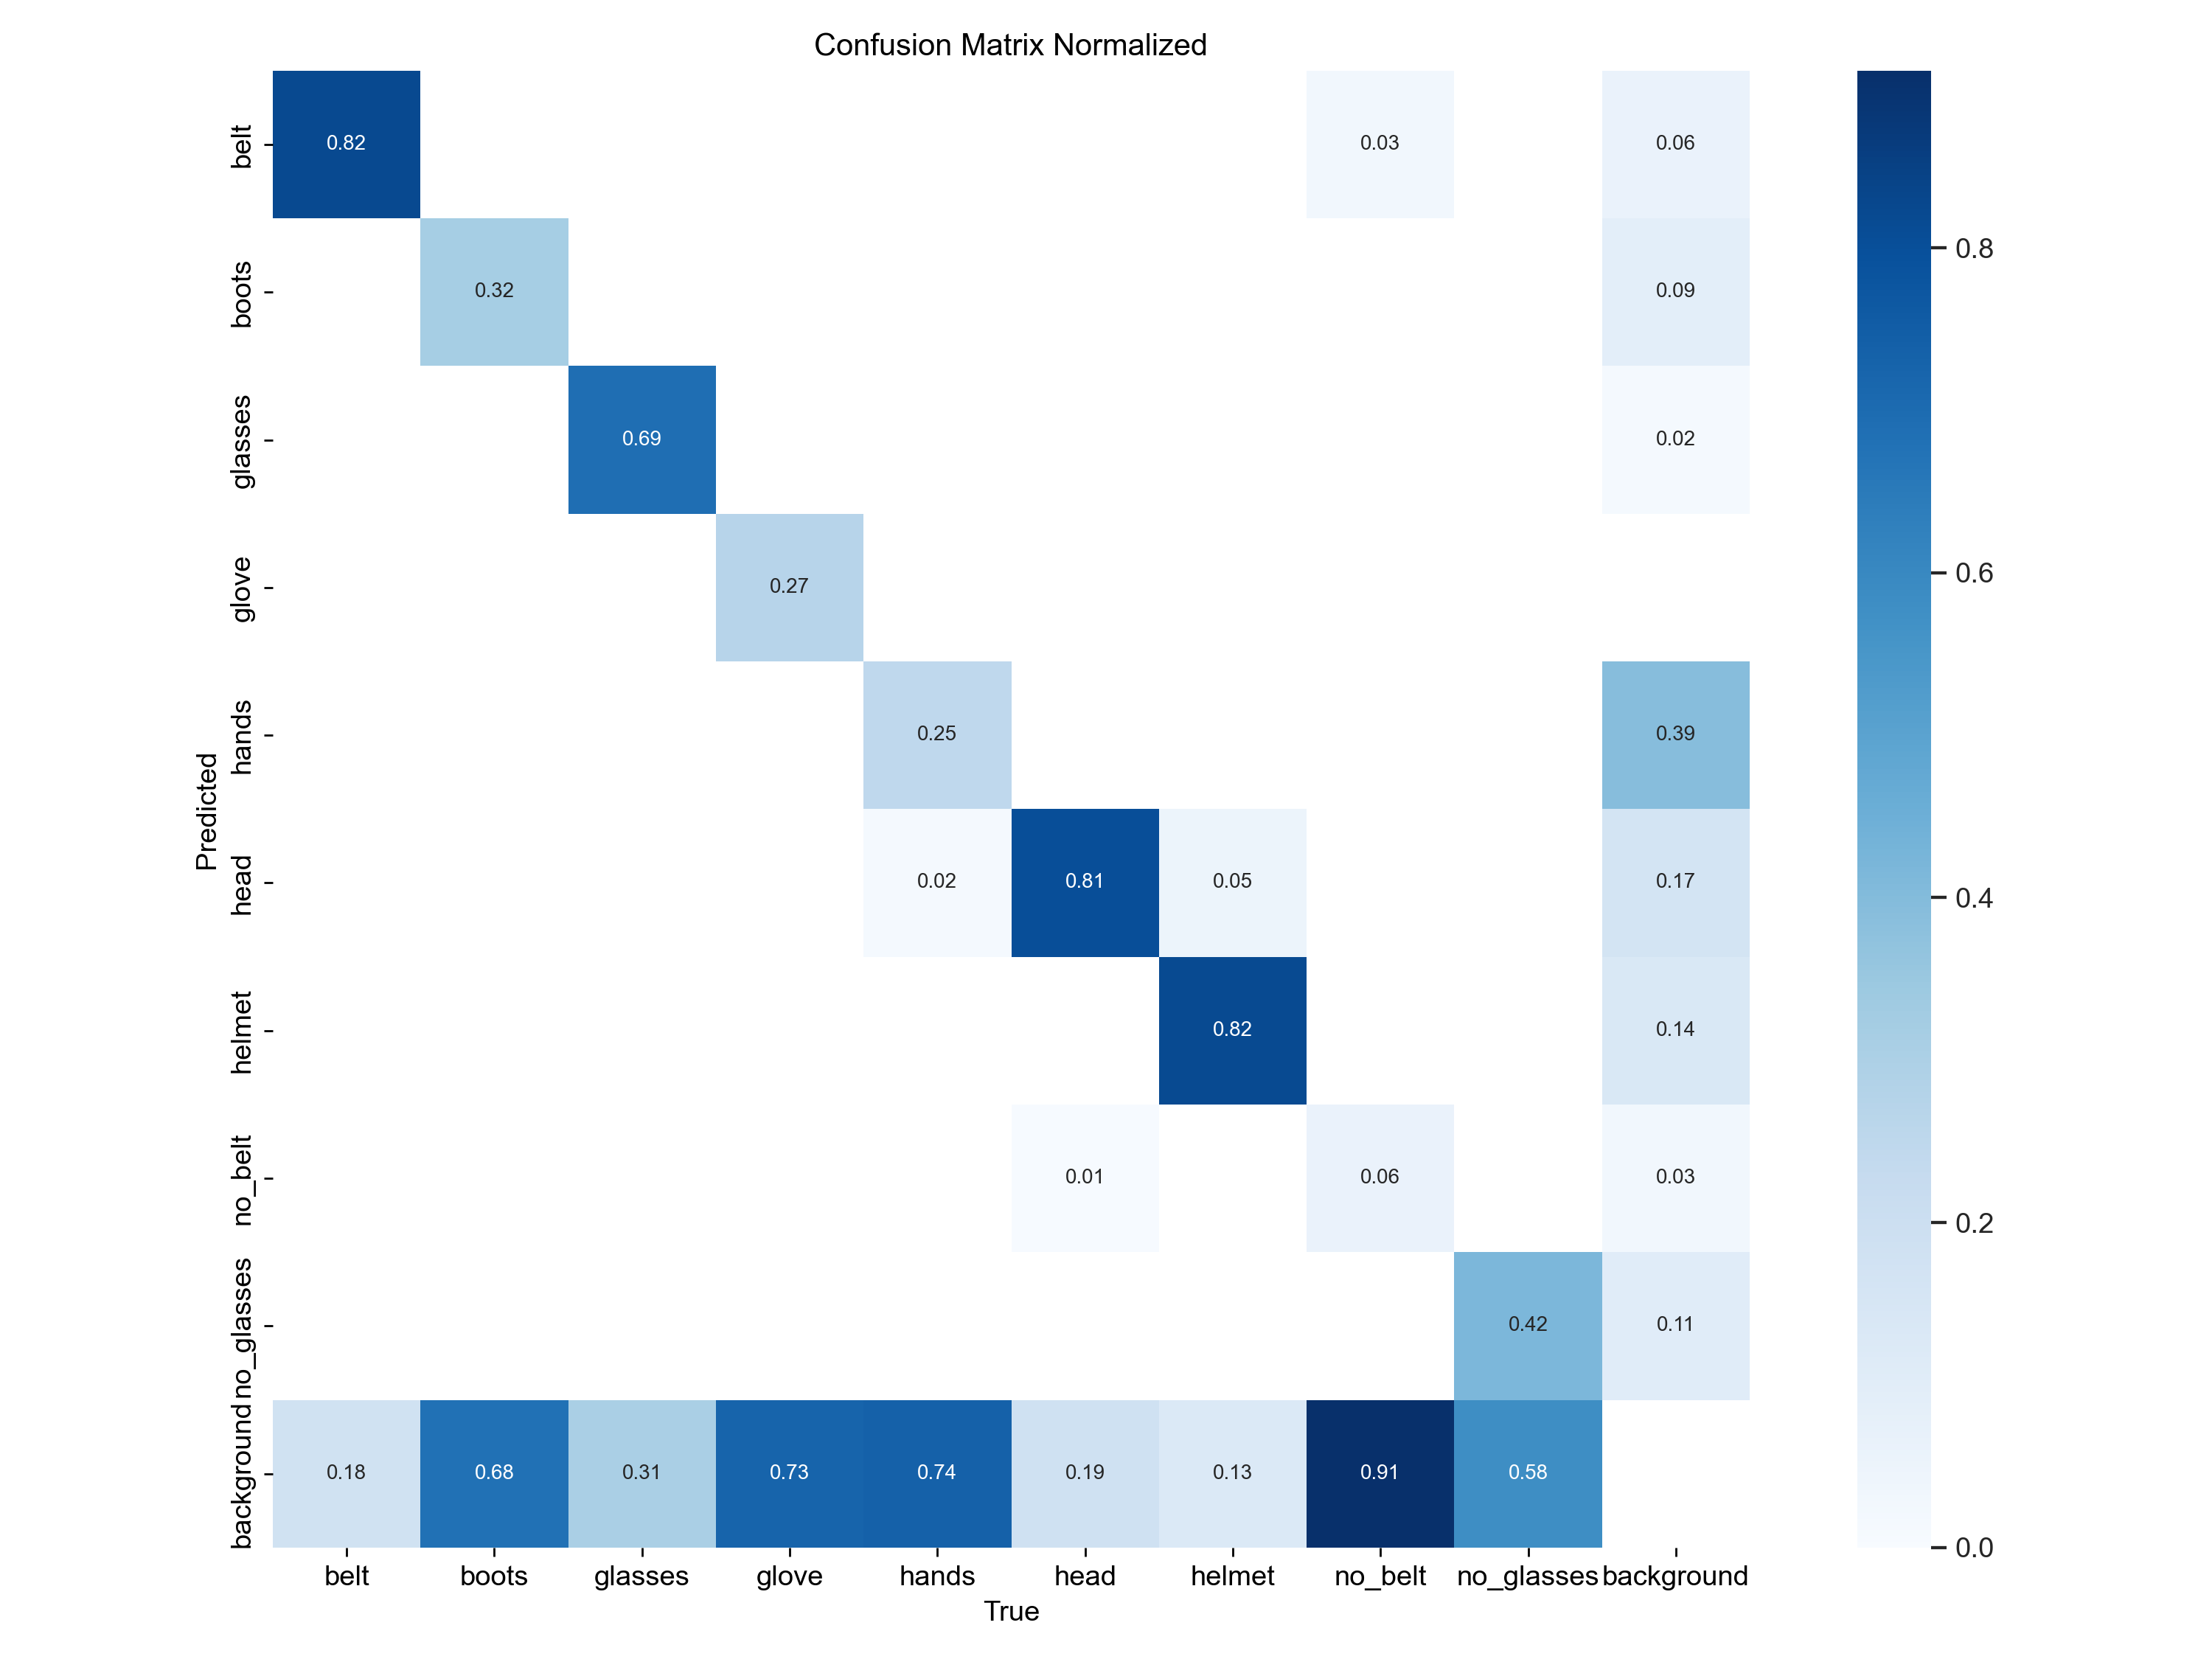 Confusion Matrix Normalized
belt 0.82 0.03 0.06
0.8
boots 0.32 0.09
glasses 0.69 0.02
0.6
glove 0.27
hands 0.25 0.39
Predicted
head 0.02 0.81 0.05 0.17
0.4
helmet 0.82 0.14
no_belt 0.01 0.06 0.03
0.2
no_glasses 0.42 0.11
background 0.18 0.68 0.31 0.73 0.74 0.19 0.13 0.91 0.58
0.0
belt boots glasses glove hands head helmet no_belt no_glasses background
True